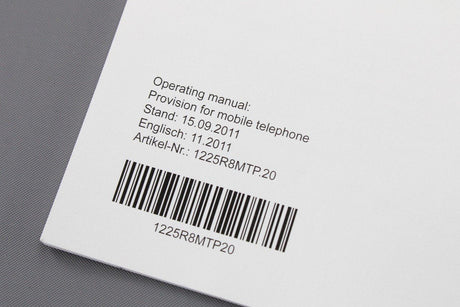 Operating manual:
Provision for mobile telephone
Stand: 15.09.2011
Englisch: 11.2011
Artikel-Nr.: 1225R8MTP.20
1225R8MTP20